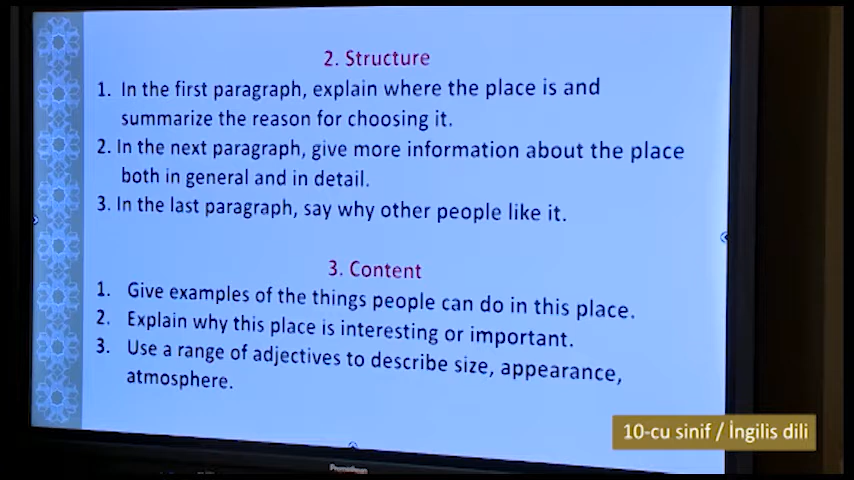 2. Structure
1. In the first paragraph, explain where the place is and
summarize the reason for choosing it.
2. In the next paragraph, give more information about the place
both in general and in detail.
3. In the last paragraph, say why other people like it.
3. Content
1. Give examples of the things people can do in this place.
2. Explain why this place is interesting or important.
3. Use a range of adjectives to describe size, appearance,
atmosphere.
10-cu sinif / İngilis dili
Promethean